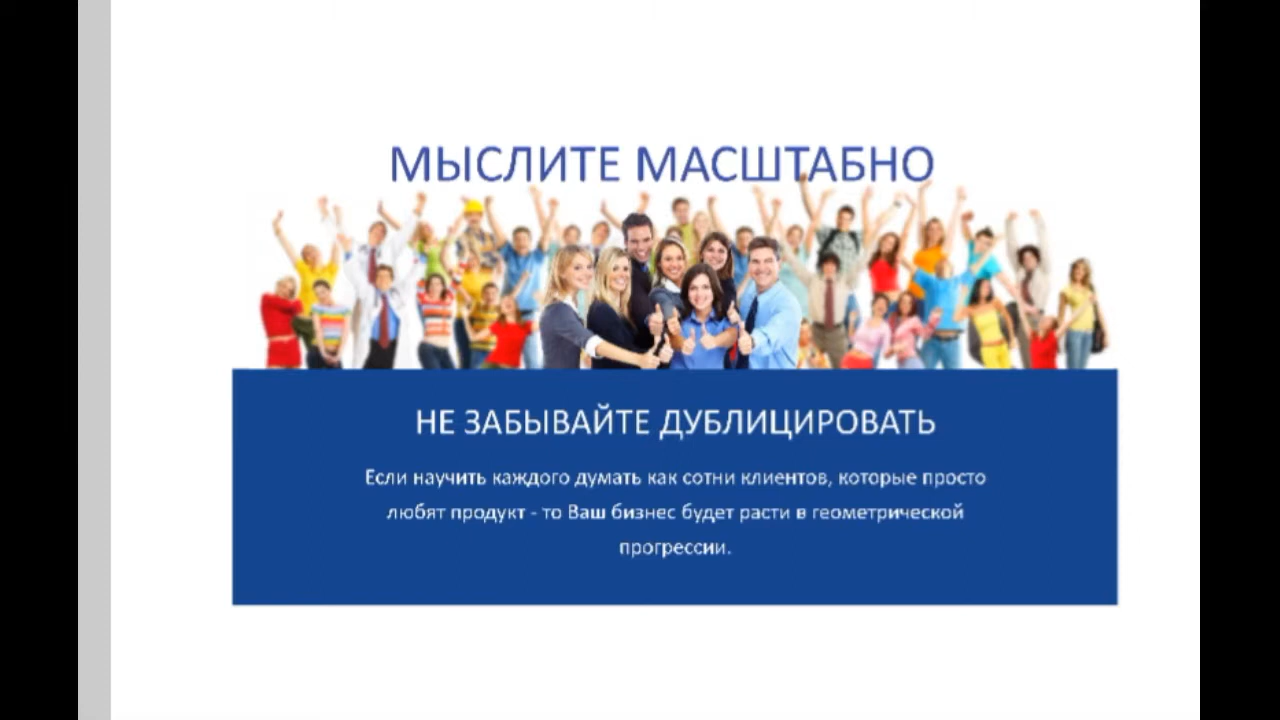 МЫСЛИТЕ МАСШТАБНО
НЕ ЗАБЫВАЙТЕ ДУБЛИЦИРОВАТЬ
Если научить каждого думать как сотни клиентов, которые просто
любят продукт - то Ваш бизнес будет расти в геометрической
прогрессии.